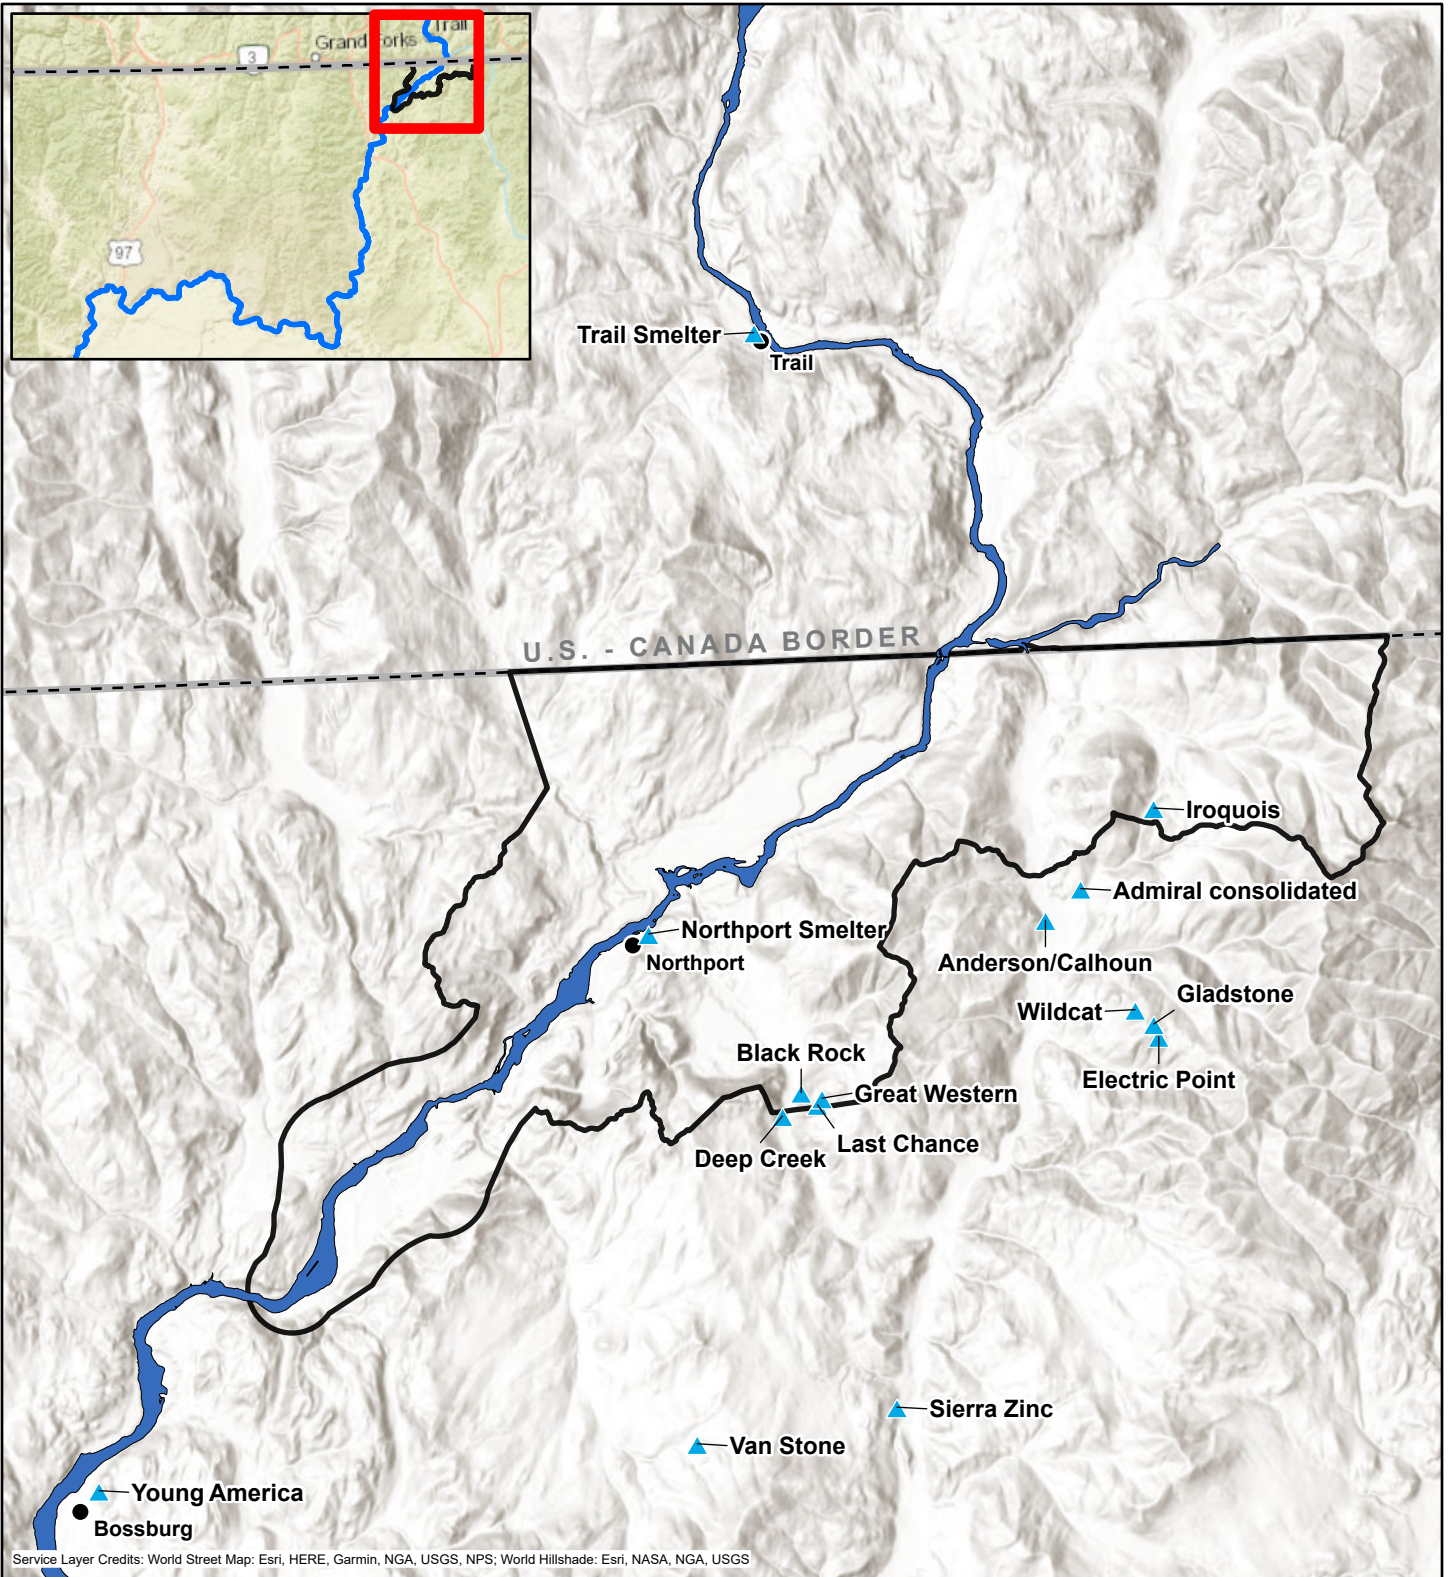 Trail
Grand Forks
3
97
Trail Smelter
Trail
U.S. - CANADA BORDER
Iroquois
Admiral consolidated
Northport Smelter
Northport
Anderson/Calhoun
Gladstone
Wildcat
Black Rock
Electric Point
Great Western
Last Chance
Deep Creek
Sierra Zinc
Van Stone
Young America
Bossburg
Service Layer Credits: World Street Map: Esri, HERE, Garmin, NGA, USGS, NPS; World Hillshade: Esri, NASA, NGA, USGS